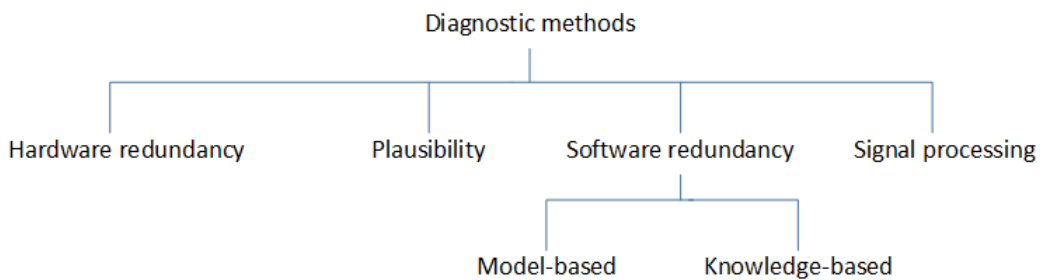 Diagnostic methods
Hardware redundancy
Plausibility
Software redundancy
Signal processing
Model-based
Knowledge-based